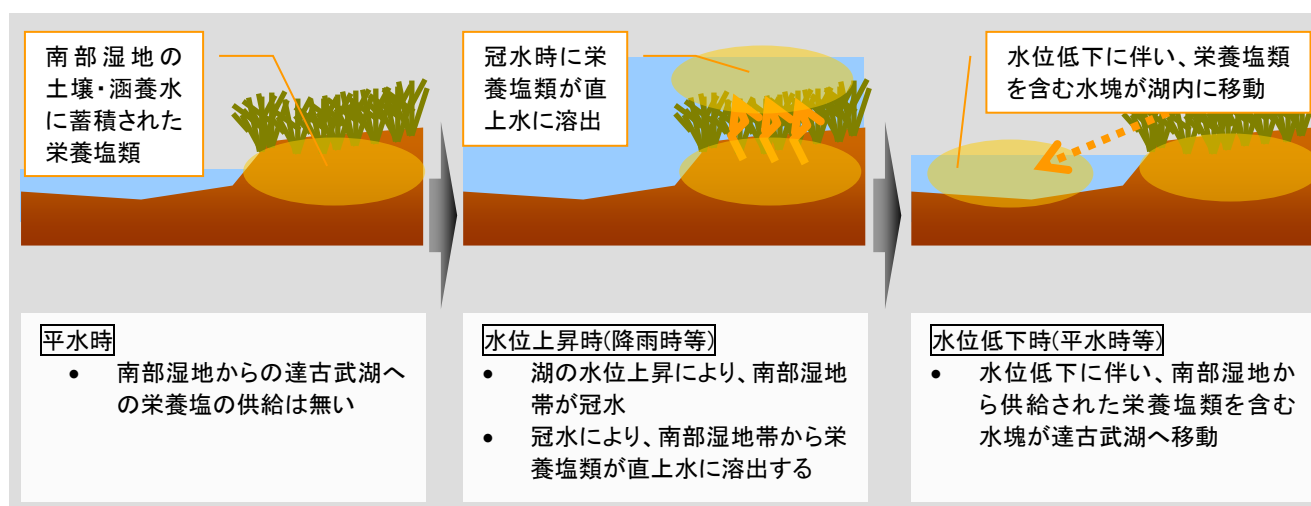 南部湿地の
土壌・涵養水
に蓄積された
栄養塩類
冠水時に栄
養塩類が直
上水に溶出
水位低下に伴い、栄養塩類
を含む水塊が湖内に移動
平水時
• 南部湿地からの達古武湖へ
の栄養塩の供給は無い
水位上昇時(降雨時等)
• 湖の水位上昇により、南部湿地
帯が冠水
• 冠水により、南部湿地帯から栄
養塩類が直上水に溶出する
水位低下時(平水時等)
• 水位低下に伴い、南部湿地か
ら供給された栄養塩類を含む
水塊が達古武湖へ移動